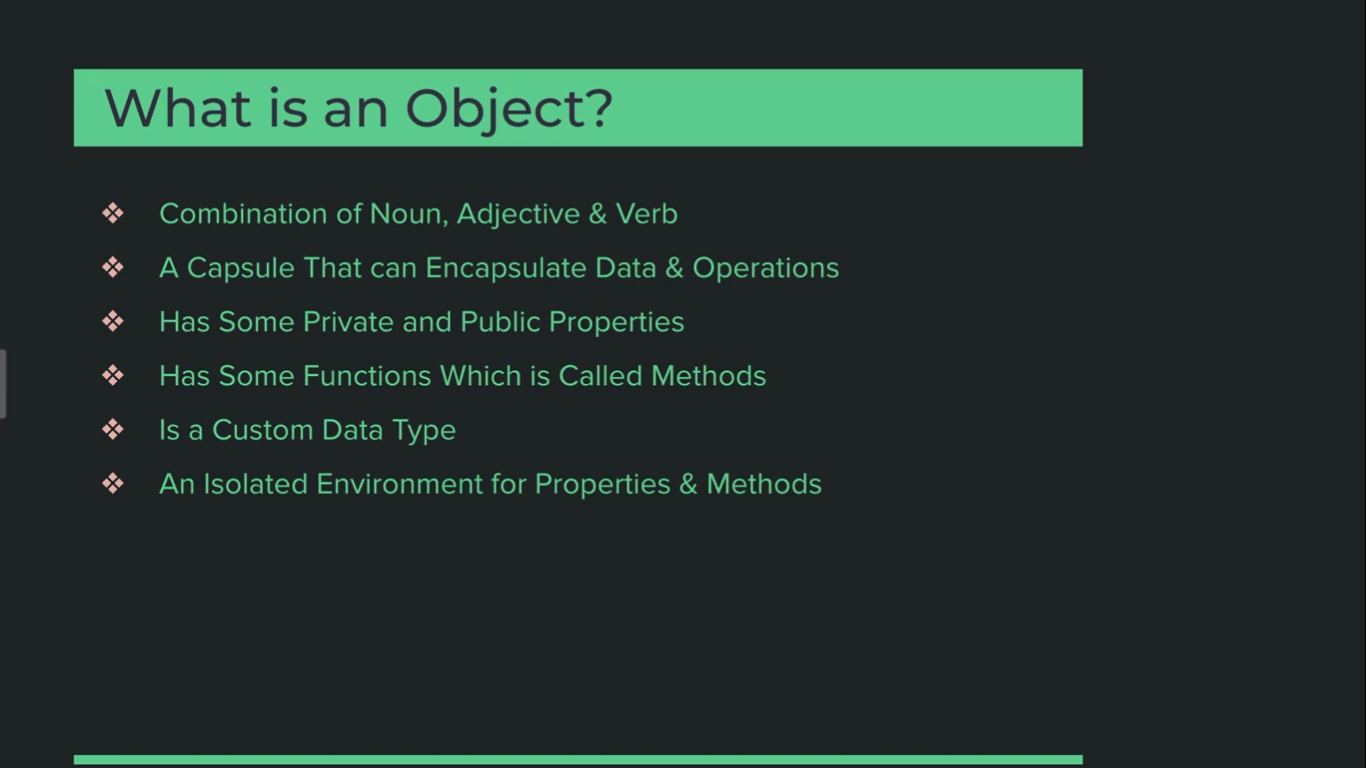 What is an Object?
❖ Combination of Noun, Adjective & Verb
❖ A Capsule That can Encapsulate Data & Operations
❖ Has Some Private and Public Properties
❖ Has Some Functions Which is Called Methods
❖ Is a Custom Data Type
❖ An Isolated Environment for Properties & Methods